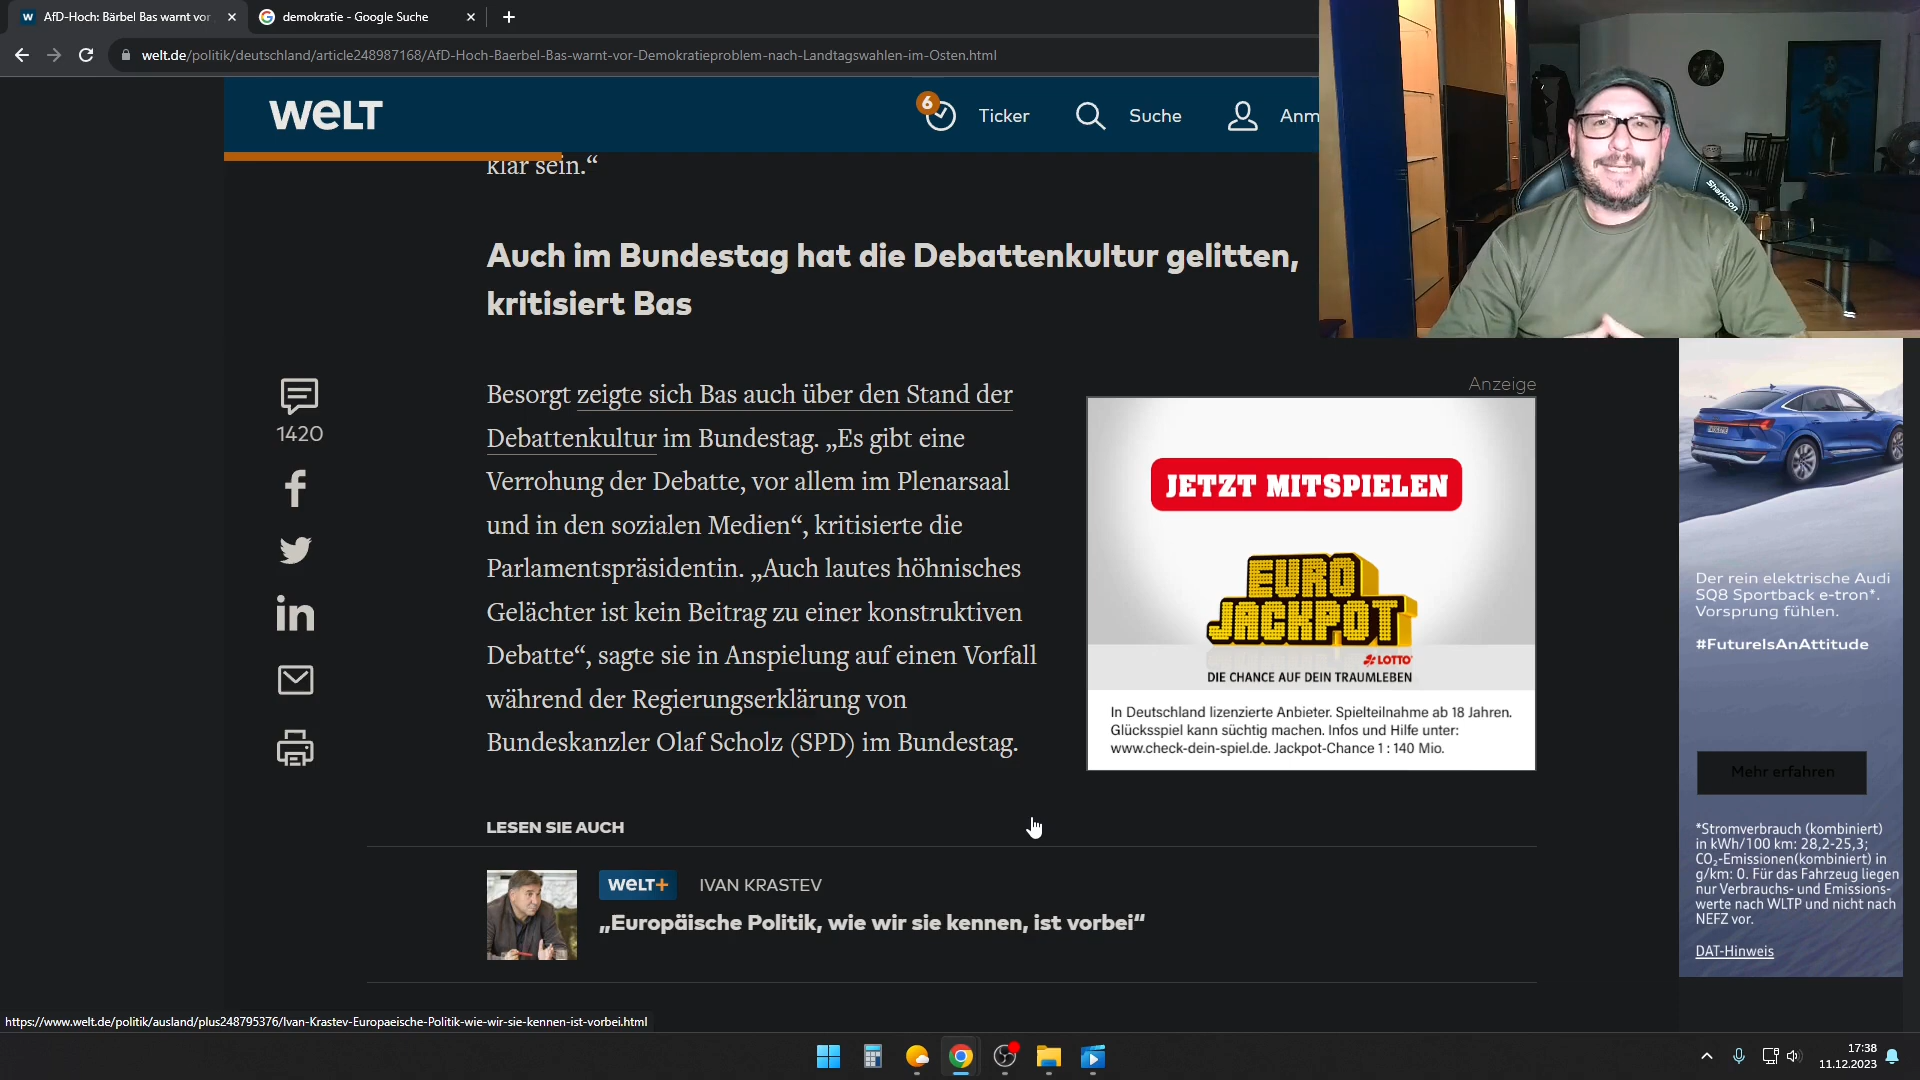 AfD-Hoch: Bärbel Bas warnt vor
demokratie - Google Suche
welt.de/politik/deutschland/article248987168/AfD-Hoch-Baerbel-Bas-warnt-vor-Demokratieproblem-nach-Landtagswahlen-im-Osten.html
WELT
6
Ticker
Suche
Anm
klar sein.“
Auch im Bundestag hat die Debattenkultur gelitten,
kritisiert Bas
1420
Besorgt zeigte sich Bas auch über den Stand der
Debattenkultur im Bundestag. „Es gibt eine
Verrohung der Debatte, vor allem im Plenarsaal
und in den sozialen Medien“, kritisierte die
Parlamentspräsidentin. „Auch lautes höhnisches
Gelächter ist kein Beitrag zu einer konstruktiven
Debatte“, sagte sie in Anspielung auf einen Vorfall
während der Regierungserklärung von
Bundeskanzler Olaf Scholz (SPD) im Bundestag.
Anzeige
JETZT MITSPIELEN
EURO
JACKPOT
LOTTO
DIE CHANCE AUF DEIN TRAUMLEBEN
In Deutschland lizenzierte Anbieter. Spielteilnahme ab 18 Jahren.
Glücksspiel kann süchtig machen. Infos und Hilfe unter:
www.check-dein-spiel.de. Jackpot-Chance 1 : 140 Mio.
Sharkoon
Der rein elektrische Audi
SQ8 Sportback e-tron*.
Vorsprung fühlen.
#FutureIsAnAttitude
Mehr erfahren
*Stromverbrauch (kombiniert)
in kWh/100 km: 28,2-25,3;
CO₂-Emissionen(kombiniert) in
g/km: 0. Für das Fahrzeug liegen
nur Verbrauchs- und Emissions-
werte nach WLTP und nicht nach
NEFZ vor.
DAT-Hinweis
LESEN SIE AUCH
WELT+
IVAN KRASTEV
„Europäische Politik, wie wir sie kennen, ist vorbei“
https://www.welt.de/politik/ausland/plus248795376/Ivan-Krastev-Europaeische-Politik-wie-wir-sie-kennen-ist-vorbei.html
17:38
11.12.2023